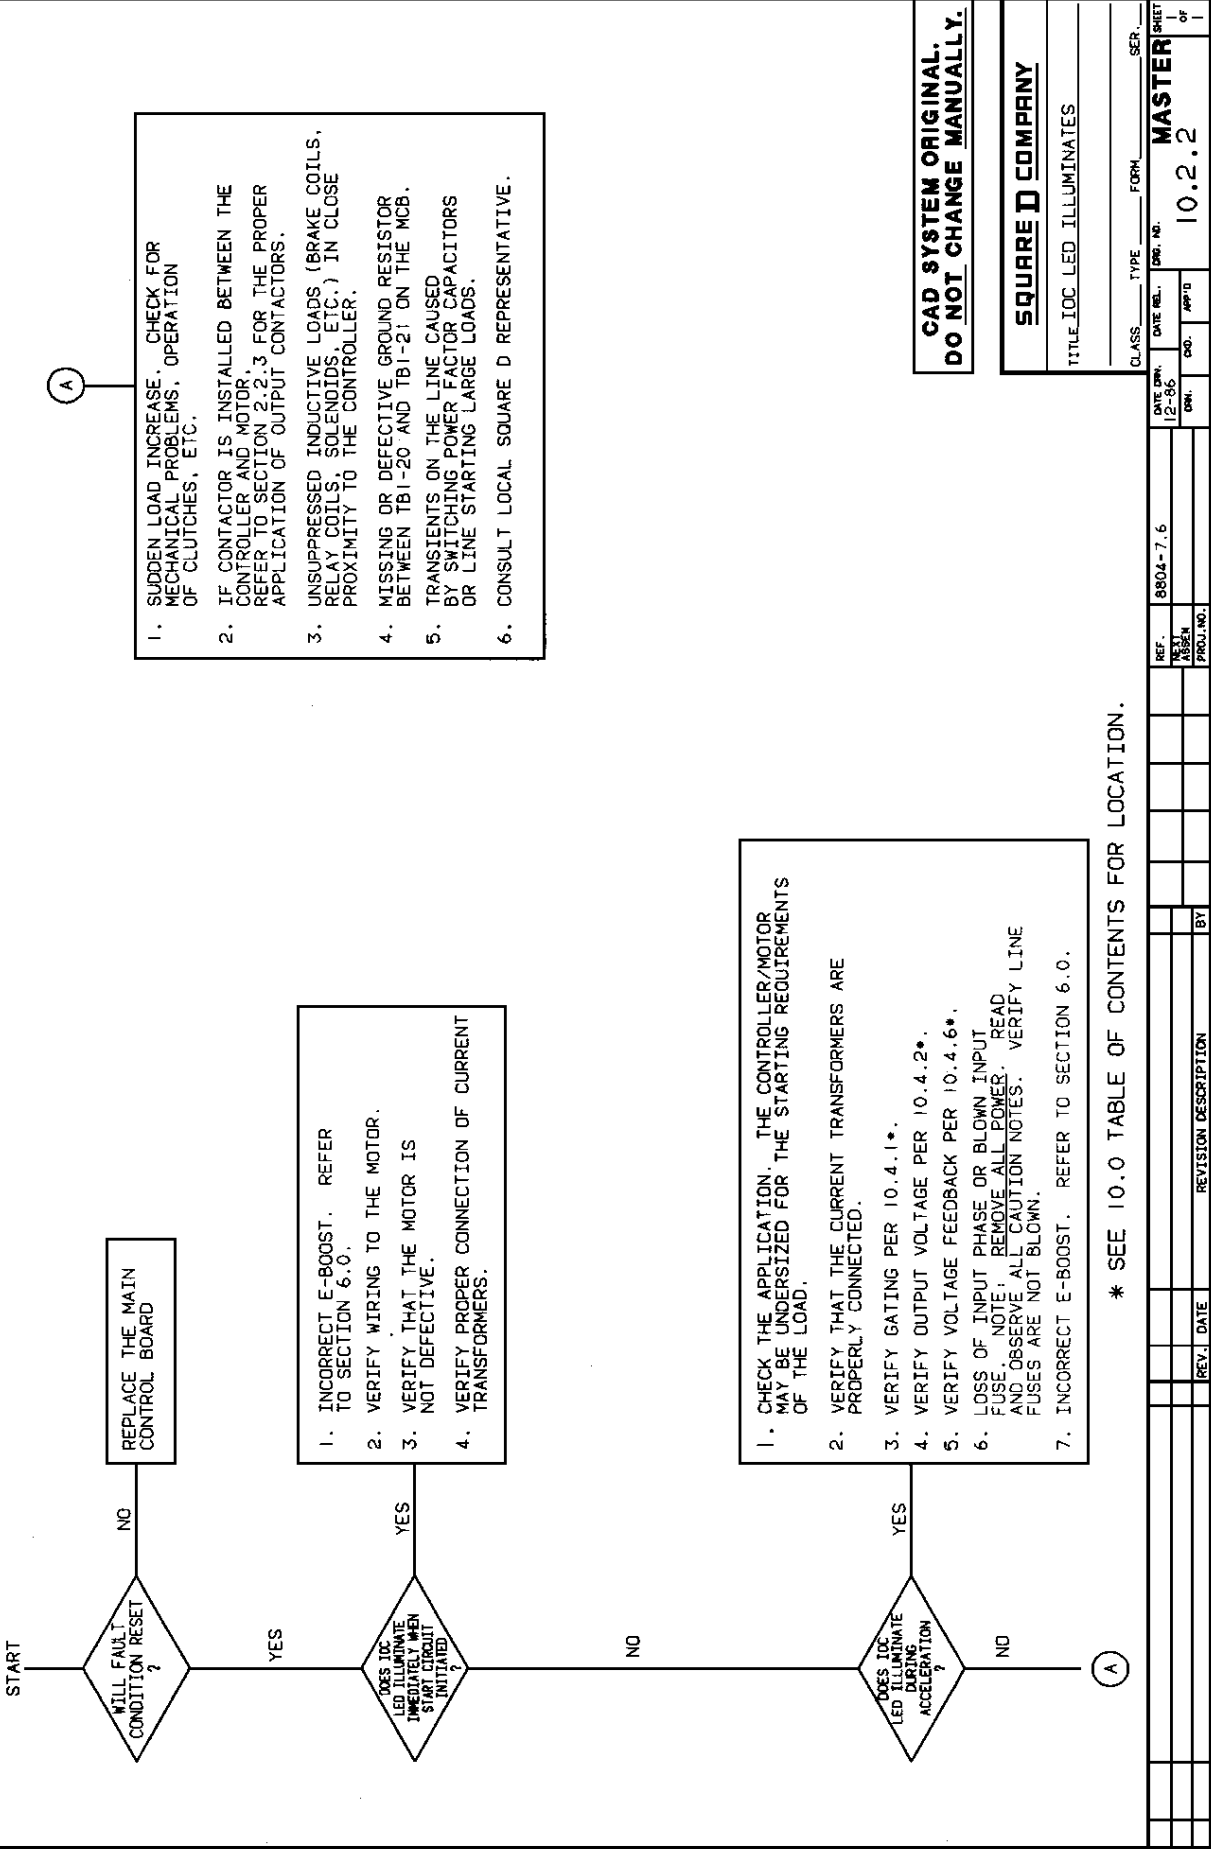 START
WILL FAULT
CONDITION RESET
?
NO
REPLACE THE MAIN
CONTROL BOARD
YES
DOES IOC
LED ILLUMINATE
IMMEDIATELY WHEN
START CIRCUIT
INITIATED
?
YES
1. INCORRECT E-BOOST. REFER
TO SECTION 6.0.
2. VERIFY WIRING TO THE MOTOR.
3. VERIFY THAT THE MOTOR IS
NOT DEFECTIVE.
4. VERIFY PROPER CONNECTION OF CURRENT
TRANSFORMERS.
NO
DOES IOC
LED ILLUMINATE
DURING
ACCELERATION
?
YES
1. CHECK THE APPLICATION. THE CONTROLLER/MOTOR
MAY BE UNDERSIZED FOR THE STARTING REQUIREMENTS
OF THE LOAD.
2. VERIFY THAT THE CURRENT TRANSFORMERS ARE
PROPERLY CONNECTED.
3. VERIFY GATING PER 10.4.1*.
4. VERIFY OUTPUT VOLTAGE PER 10.4.2*.
5. VERIFY VOLTAGE FEEDBACK PER 10.4.6*.
6. LOSS OF INPUT PHASE OR BLOWN INPUT
FUSE. NOTE: REMOVE ALL POWER. READ
AND OBSERVE ALL CAUTION NOTES. VERIFY LINE
FUSES ARE NOT BLOWN.
7. INCORRECT E-BOOST. REFER TO SECTION 6.0.
NO
A
A
1. SUDDEN LOAD INCREASE. CHECK FOR
MECHANICAL PROBLEMS. OPERATION
OF CLUTCHES, ETC.
2. IF CONTACTOR IS INSTALLED BETWEEN THE
CONTROLLER AND MOTOR,
REFER TO SECTION 2.2.3 FOR THE PROPER
APPLICATION OF OUTPUT CONTACTORS.
3. UNSUPPRESSED INDUCTIVE LOADS (BRAKE COILS,
RELAY COILS, SOLENOIDS, ETC.) IN CLOSE
PROXIMITY TO THE CONTROLLER.
4. MISSING OR DEFECTIVE GROUND RESISTOR
BETWEEN TB1-20 AND TB1-21 ON THE MCB.
5. TRANSIENTS ON THE LINE CAUSED
BY SWITCHING POWER FACTOR CAPACITORS
OR LINE STARTING LARGE LOADS.
6. CONSULT LOCAL SQUARE D REPRESENTATIVE.
* SEE 10.0 TABLE OF CONTENTS FOR LOCATION.
CAD SYSTEM ORIGINAL.
DO NOT CHANGE MANUALLY.
SQUARE D COMPANY
TITLE IOC LED ILLUMINATES
CLASS TYPE FORM SER.
REV. DATE REVISION DESCRIPTION BY
REF. 8804-7.6
NEXT
ASSEM
PROJ.NO.
DATE DRN. DATE REL.
12-86
DRN. CKD. APP'D
DRG. NO.
MASTER
10.2.2
SHEET
1
OF
1